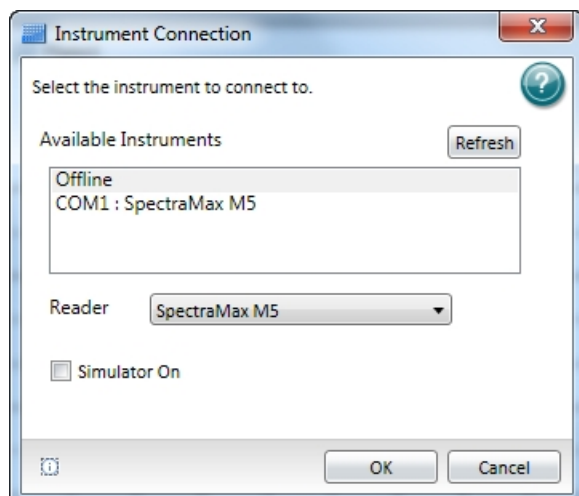 Instrument Connection
Select the instrument to connect to.
?
Available Instruments
Refresh
Offline
COM1 : SpectraMax M5
Reader
SpectraMax M5
Simulator On
OK
Cancel